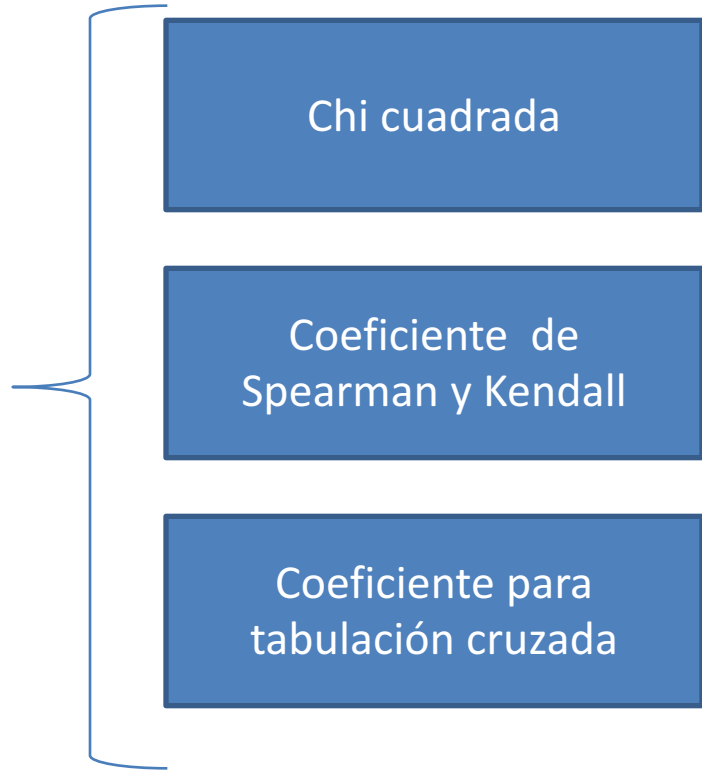 Chi cuadrada
Coeficiente de
Spearman y Kendall
Coeficiente para
tabulación cruzada